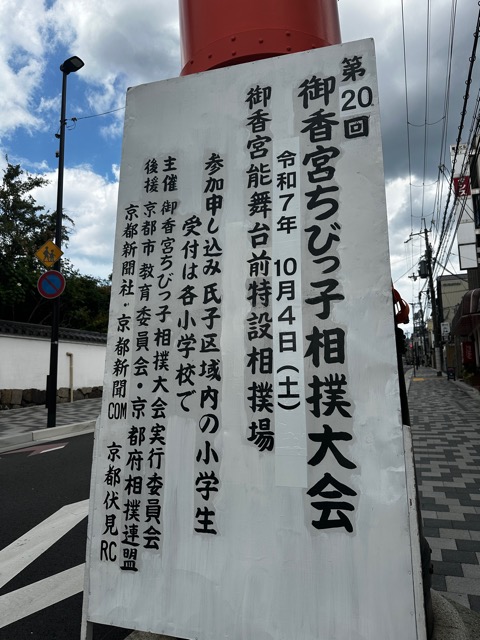 第20回
御香宮ちびっ子相撲大会
令和7年 10月4日(土)
御香宮能舞台前特設相撲場
参加申し込み 氏子区域内の小学生
受付は各小学校で
主催 御香宮ちびっ子相撲大会実行委員会
後援 京都市教育委員会・京都府相撲連盟
京都新聞社・京都新聞COM 京都伏見RC